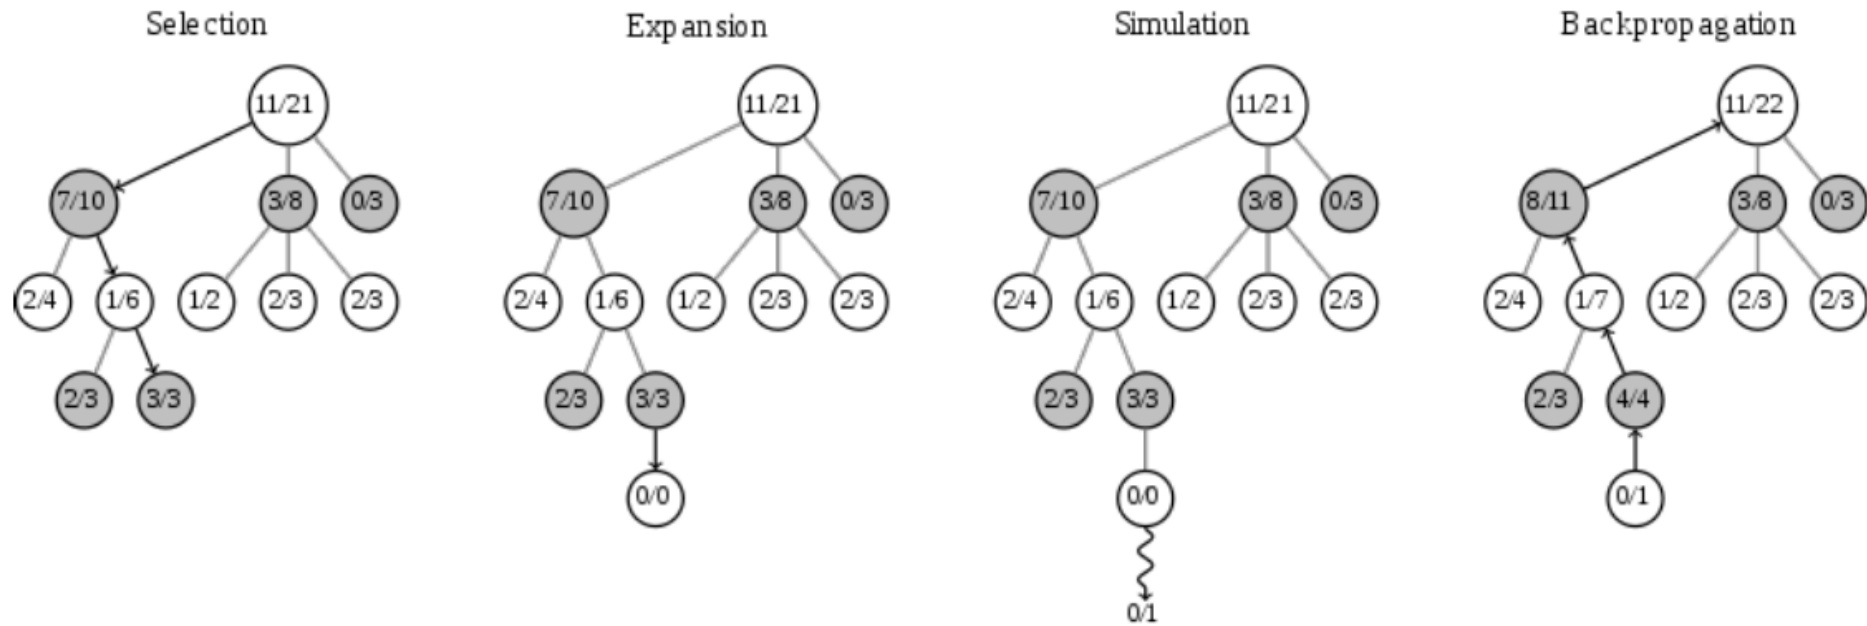 Selection Expansion Simulation Backpropagation
11/21 11/21 11/21 11/22
7/10 3/8 0/3 7/10 3/8 0/3 7/10 3/8 0/3 8/11 3/8 0/3
2/4 1/6 1/2 2/3 2/3 2/4 1/6 1/2 2/3 2/3 2/4 1/6 1/2 2/3 2/3 2/4 1/7 1/2 2/3 2/3
2/3 3/3 2/3 3/3 2/3 3/3 2/3 4/4
0/0 0/0 0/1
0/1